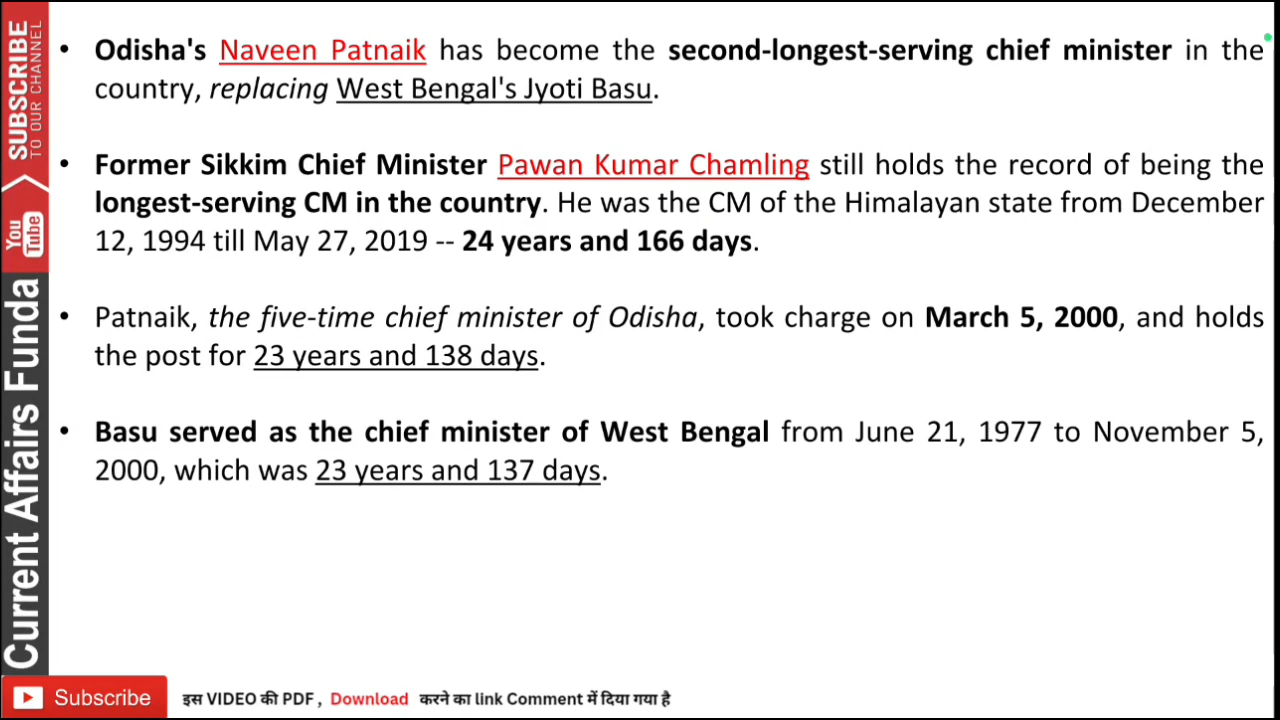 • Odisha's Naveen Patnaik has become the second-longest-serving chief minister in the
country, replacing West Bengal's Jyoti Basu.
• Former Sikkim Chief Minister Pawan Kumar Chamling still holds the record of being the
longest-serving CM in the country. He was the CM of the Himalayan state from December
12, 1994 till May 27, 2019 -- 24 years and 166 days.
• Patnaik, the five-time chief minister of Odisha, took charge on March 5, 2000, and holds
the post for 23 years and 138 days.
• Basu served as the chief minister of West Bengal from June 21, 1977 to November 5,
2000, which was 23 years and 137 days.
SUBSCRIBE
TO OUR CHANNEL
You
Tube
Current Affairs Funda
Subscribe
इस VIDEO की PDF , Download करने का link Comment में दिया गया है